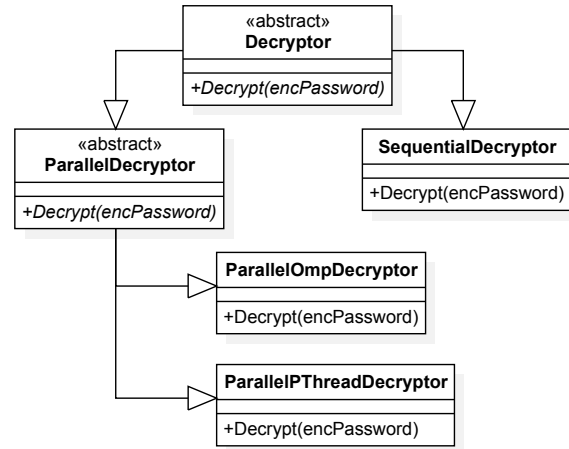 «abstract»
Decryptor
+Decrypt(encPassword)
«abstract»
ParallelDecryptor
+Decrypt(encPassword)
SequentialDecryptor
+Decrypt(encPassword)
ParallelOmpDecryptor
+Decrypt(encPassword)
ParallelPThreadDecryptor
+Decrypt(encPassword)